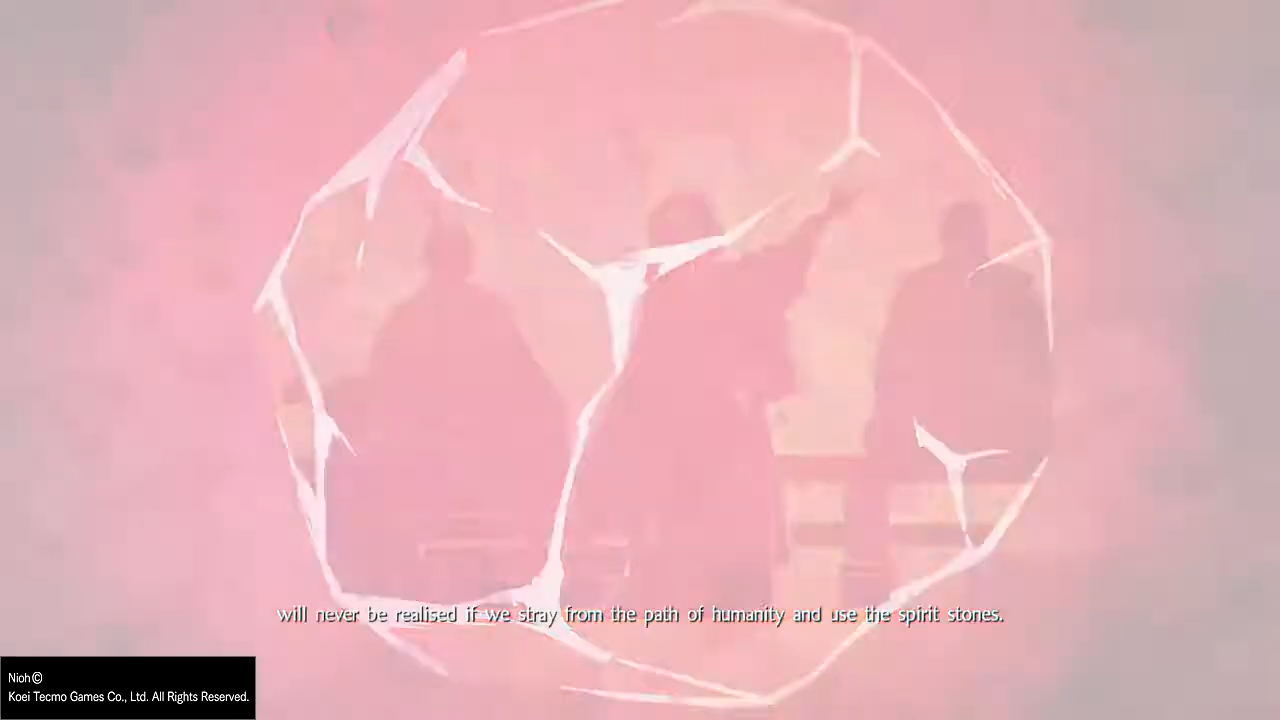 will never be realised if we stray from the path of humanity and use the spirit stones.
Nioh©
Koei Tecmo Games Co., Ltd. All Rights Reserved.